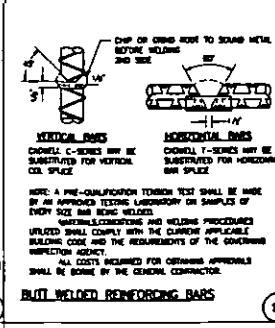 CHIP OR GRIND ROOT TO SOUND METAL
BEFORE WELDING
2ND SIDE
45°
1/8"
VERTICAL BARS
HORIZONTAL BARS
CADWELL C-SERIES MAY BE
SUBSTITUTED FOR VERTICAL
COL SPLICE
CADWELL T-SERIES MAY BE
SUBSTITUTED FOR HORIZONTAL
BAR SPLICE
NOTE: A PRE-QUALIFICATION TENSION TEST SHALL BE MADE
BY AN APPROVED TESTING LABORATORY ON SAMPLES OF
EVERY SIZE BAR BEING WELDED.
MATERIALS, CONDITIONS AND WELDING PROCEDURES
UTILIZED SHALL COMPLY WITH THE CURRENT APPLICABLE
BUILDING CODE AND THE REQUIREMENTS OF THE GOVERNING
INSPECTION AGENCY.
ALL COSTS INCURRED FOR OBTAINING APPROVALS
SHALL BE BORNE BY THE GENERAL CONTRACTOR.
BUTT WELDED REINFORCING BARS